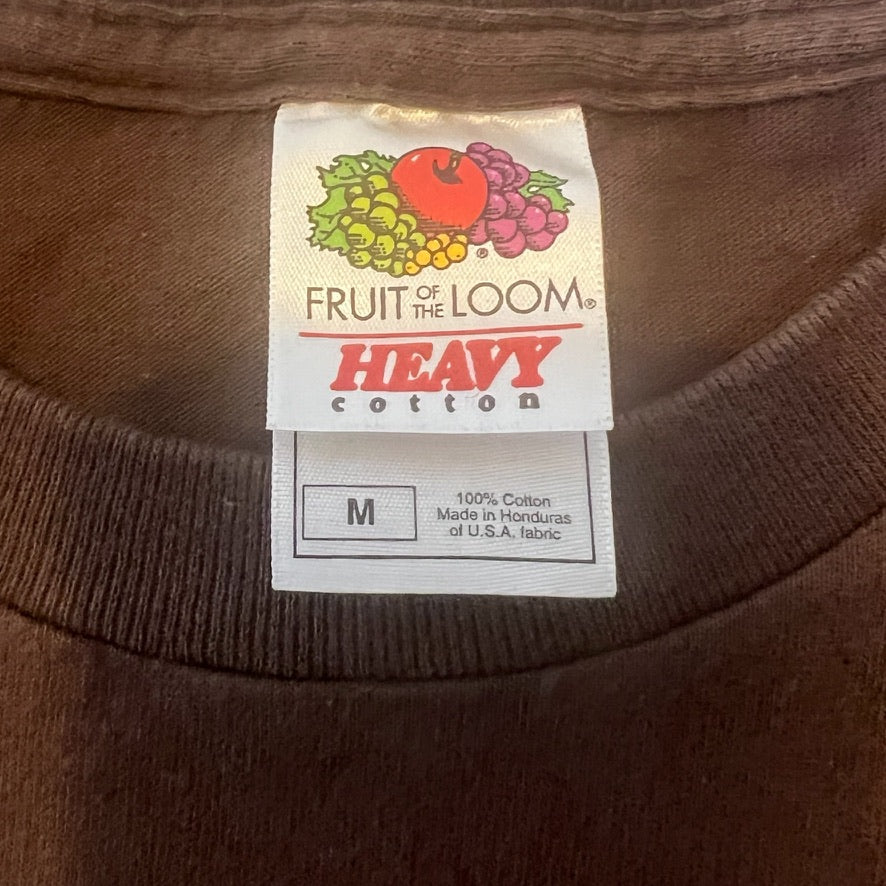 ®
FRUIT OF THE LOOM®
HEAVY
cotton
M
100% Cotton
Made in Honduras
of U.S.A. fabric